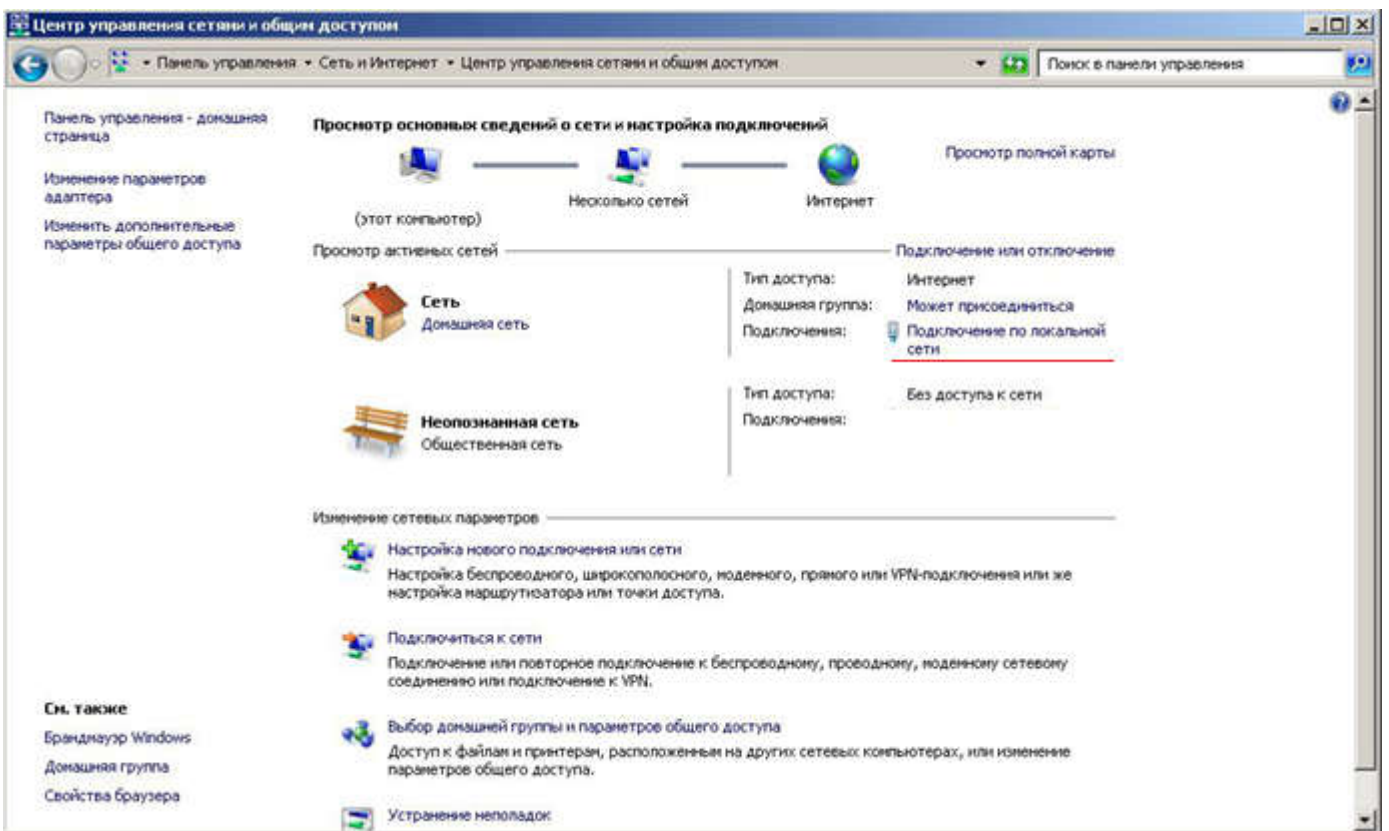 Центр управления сетями и общим доступом
Панель управления • Сеть и Интернет • Центр управления сетями и общим доступом
Поиск в панели управления
Панель управления - домашняя
страница
Изменение параметров
адаптера
Изменить дополнительные
параметры общего доступа
Просмотр основных сведений о сети и настройка подключений
Просмотр полной карты
(этот компьютер)
Несколько сетей
Интернет
Просмотр активных сетей
Подключение или отключение
Сеть
Домашняя сеть
Тип доступа: Интернет
Домашняя группа: Может присоединиться
Подключения: Подключение по локальной
сети
Неопознанная сеть
Общественная сеть
Тип доступа: Без доступа к сети
Подключения:
Изменение сетевых параметров
Настройка нового подключения или сети
Настройка беспроводного, широкополосного, модемного, прямого или VPN-подключения или же
настройка маршрутизатора или точки доступа.
Подключиться к сети
Подключение или повторное подключение к беспроводному, проводному, модемному сетевому
соединению или подключение к VPN.
Выбор домашней группы и параметров общего доступа
Доступ к файлам и принтерам, расположенным на других сетевых компьютерах, или изменение
параметров общего доступа.
Устранение неполадок
См. также
Брандмауэр Windows
Домашняя группа
Свойства браузера